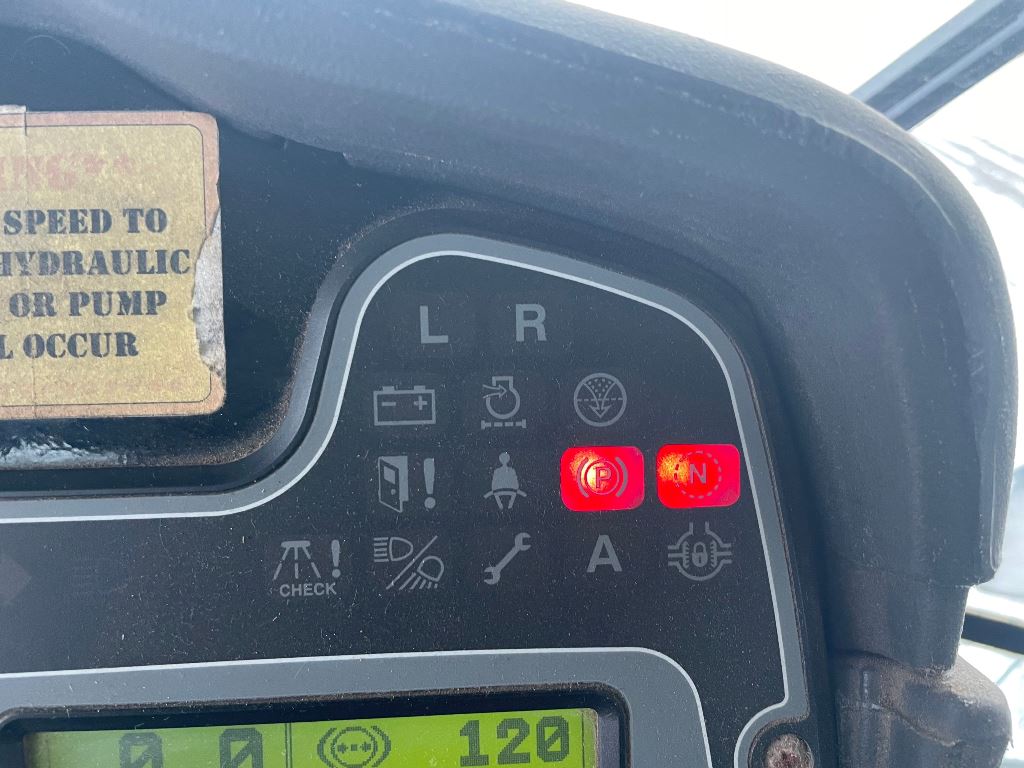 SPEED TO
HYDRAULIC
OR PUMP
OCCUR
L R
P N
CHECK A
0 0 120